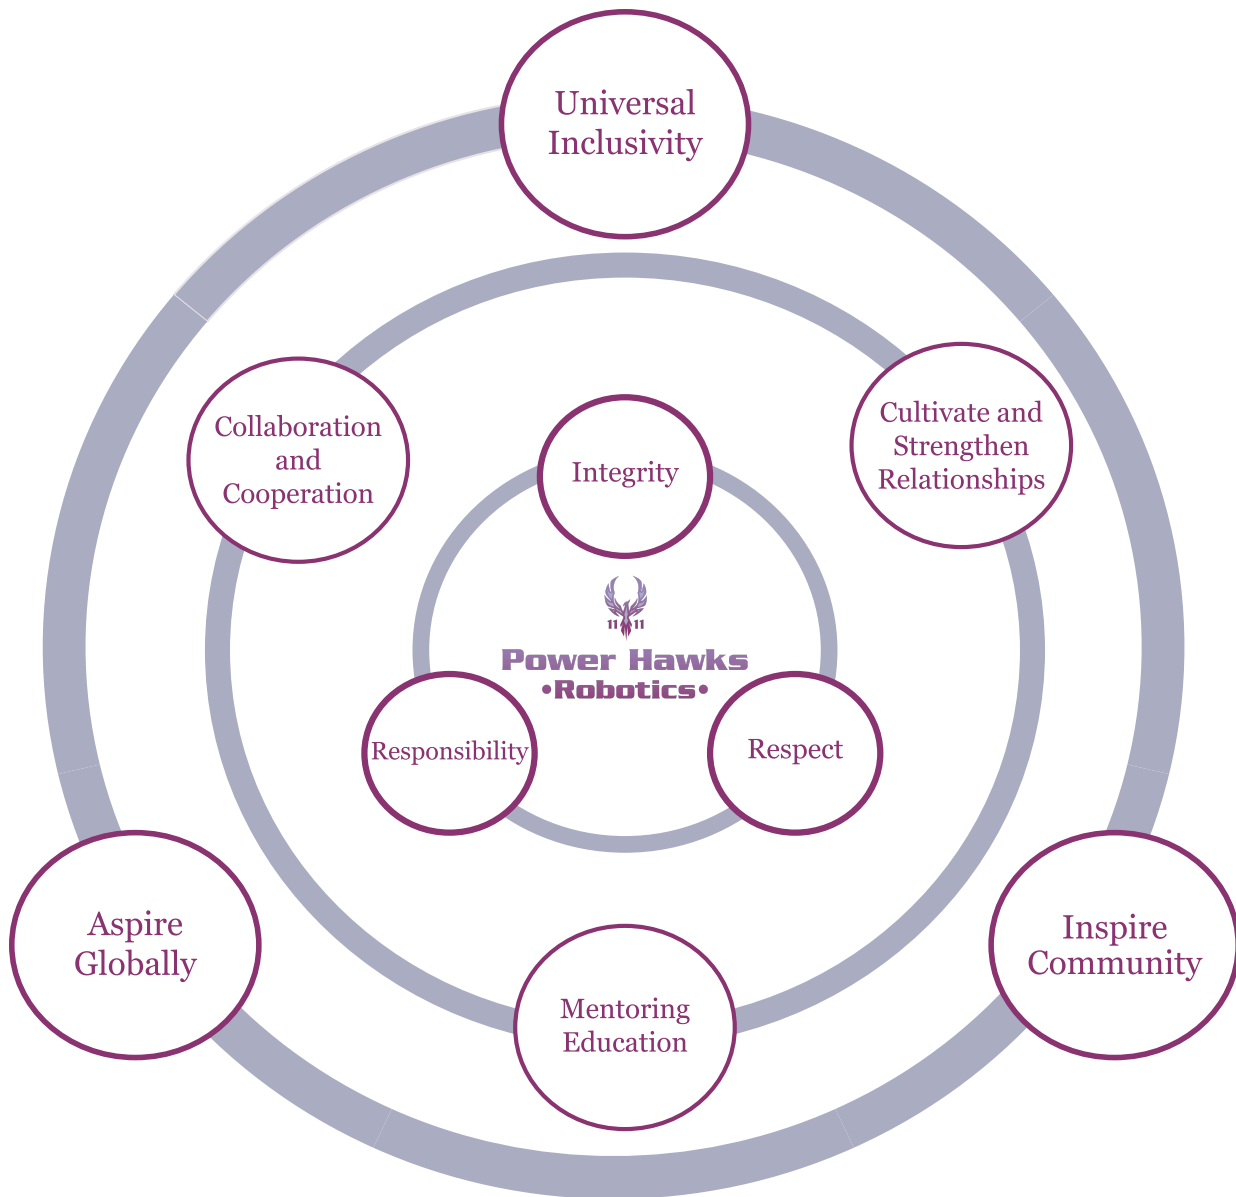 Universal
Inclusivity
Collaboration
and
Cooperation
Cultivate and
Strengthen
Relationships
Integrity
11 11
Power Hawks
•Robotics•
Responsibility
Respect
Aspire
Globally
Inspire
Community
Mentoring
Education